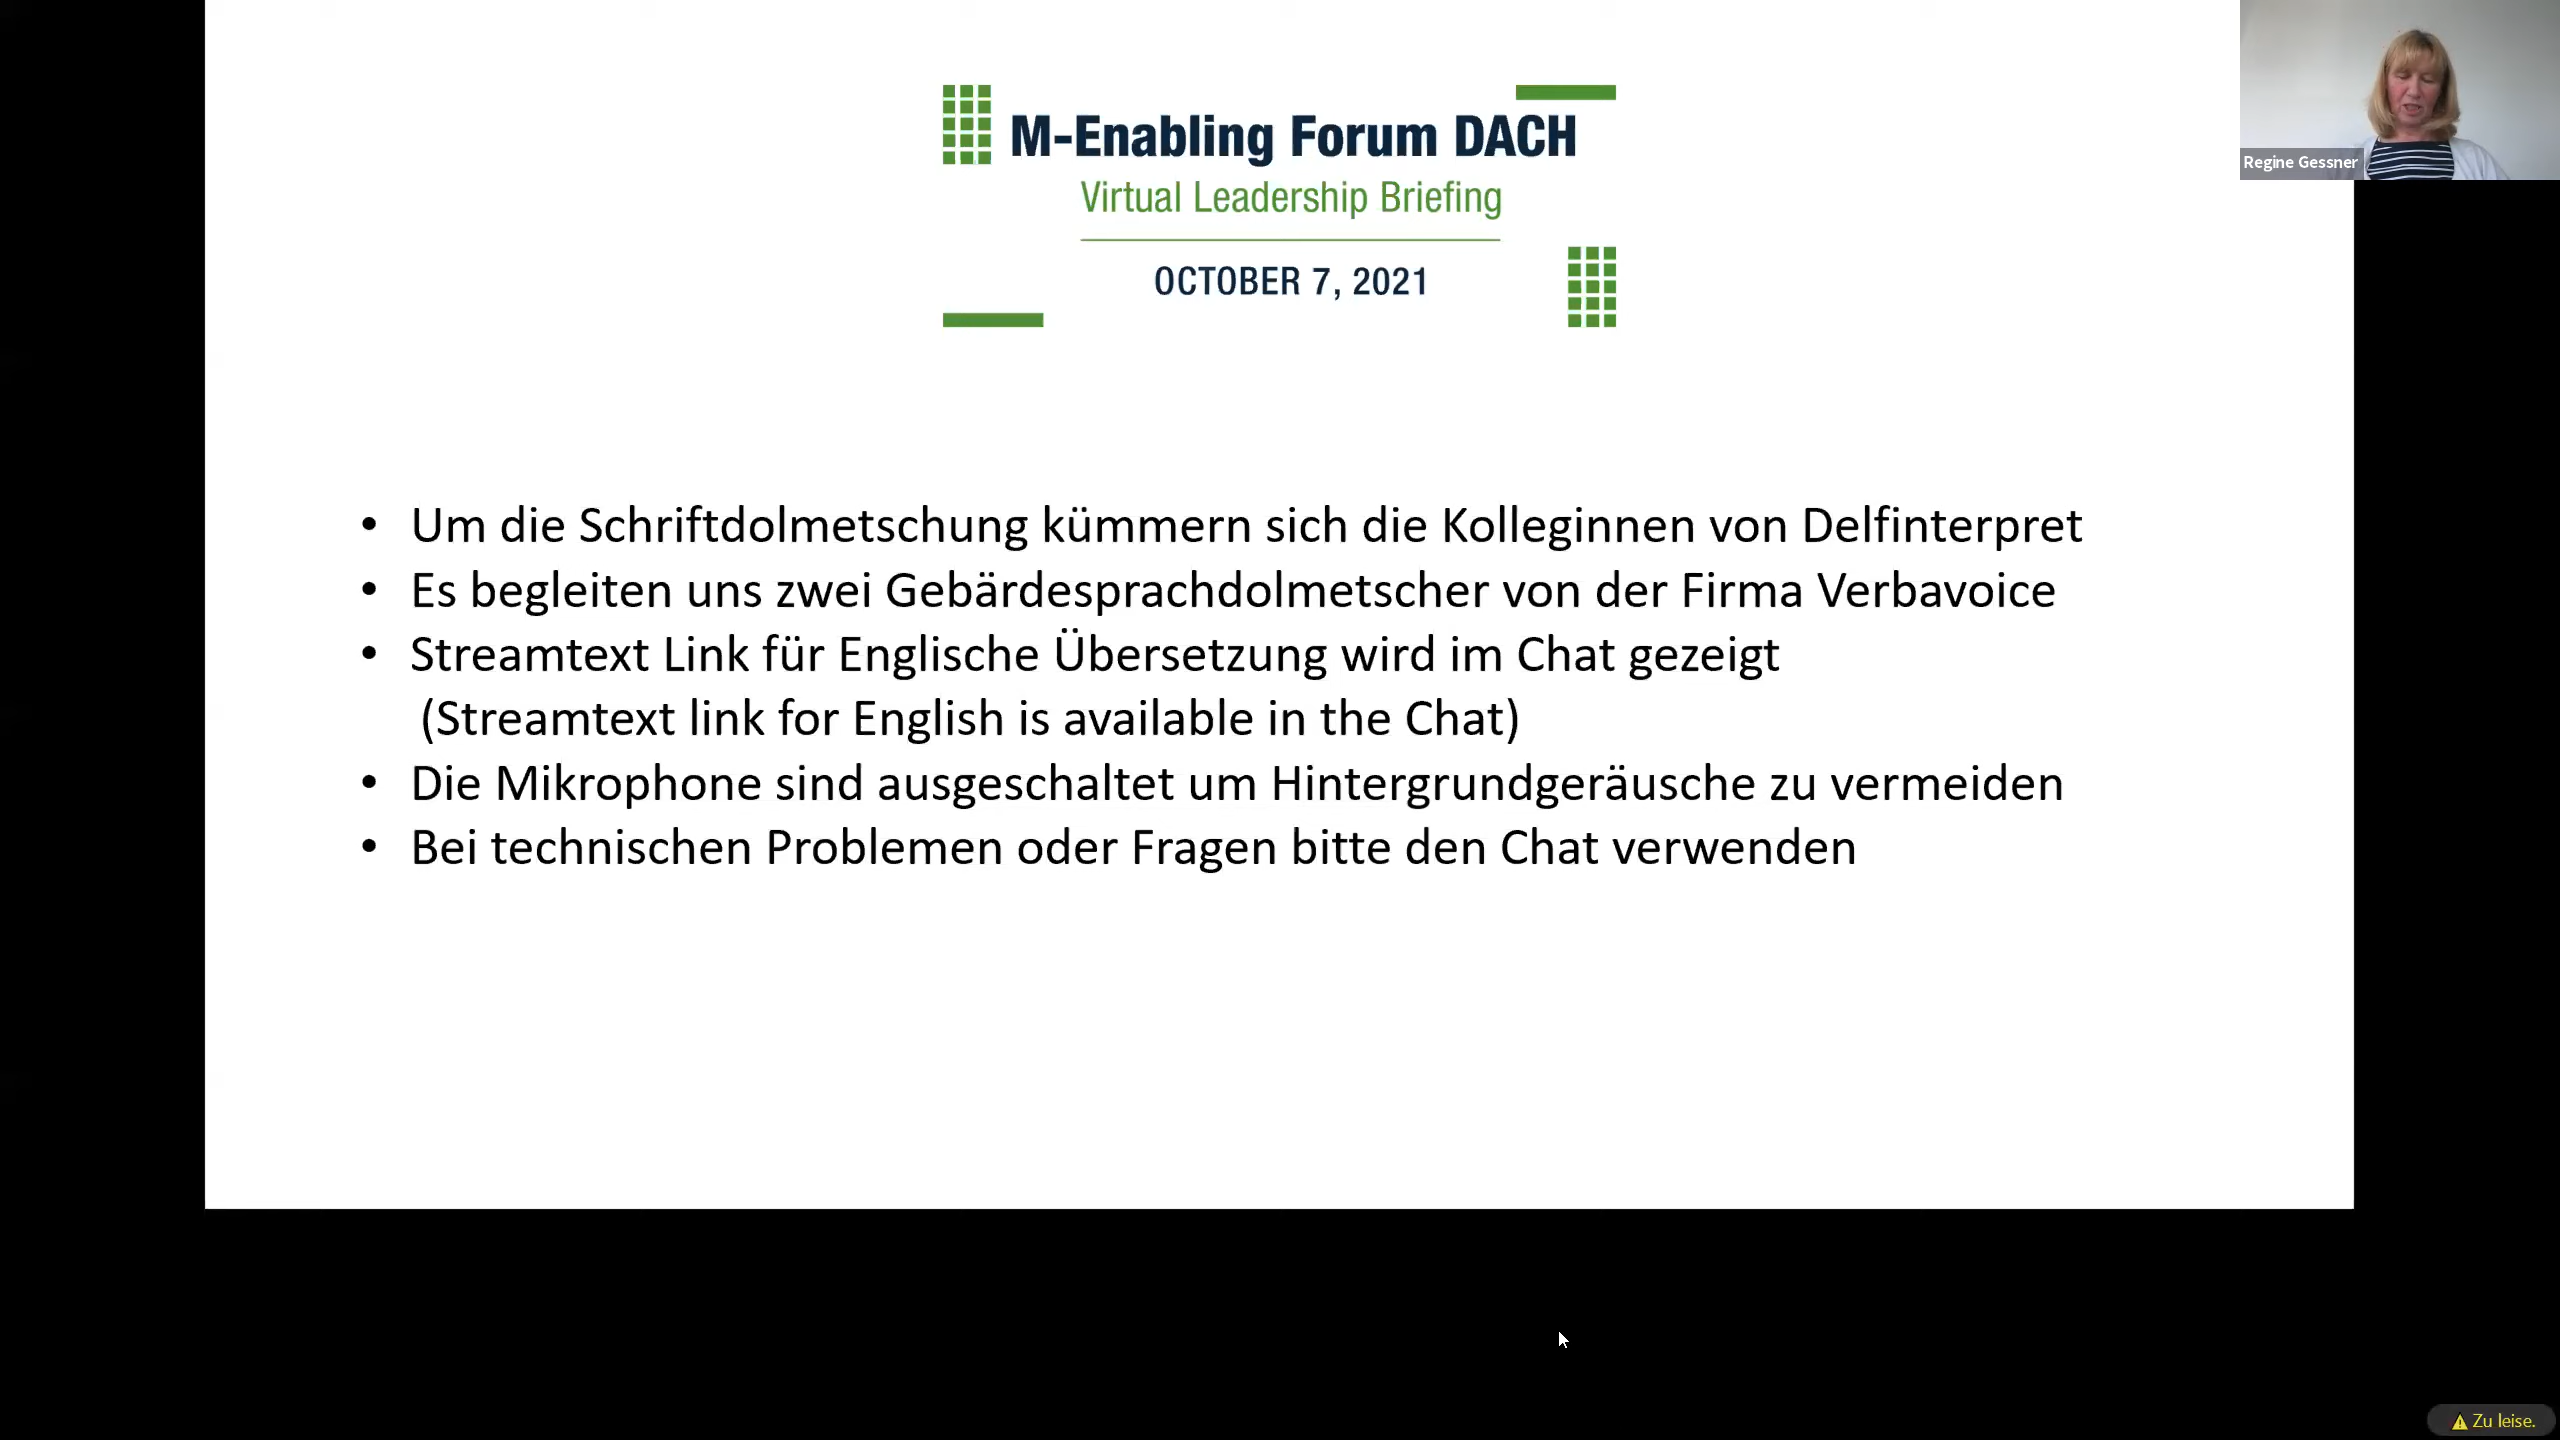 M-Enabling Forum DACH
Virtual Leadership Briefing
OCTOBER 7, 2021
Regine Gessner
• Um die Schriftdolmetschung kümmern sich die Kolleginnen von Delfinterpret
• Es begleiten uns zwei Gebärdesprachdolmetscher von der Firma Verbavoice
• Streamtext Link für Englische Übersetzung wird im Chat gezeigt
(Streamtext link for English is available in the Chat)
• Die Mikrophone sind ausgeschaltet um Hintergrundgeräusche zu vermeiden
• Bei technischen Problemen oder Fragen bitte den Chat verwenden
Zu leise.